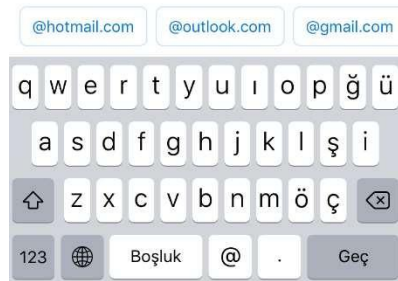 @hotmail.com @outlook.com @gmail.com
q w e r t y u ı o p ğ ü
a s d f g h j k l ş i
z x c v b n m ö ç
123 Boşluk @ . Geç